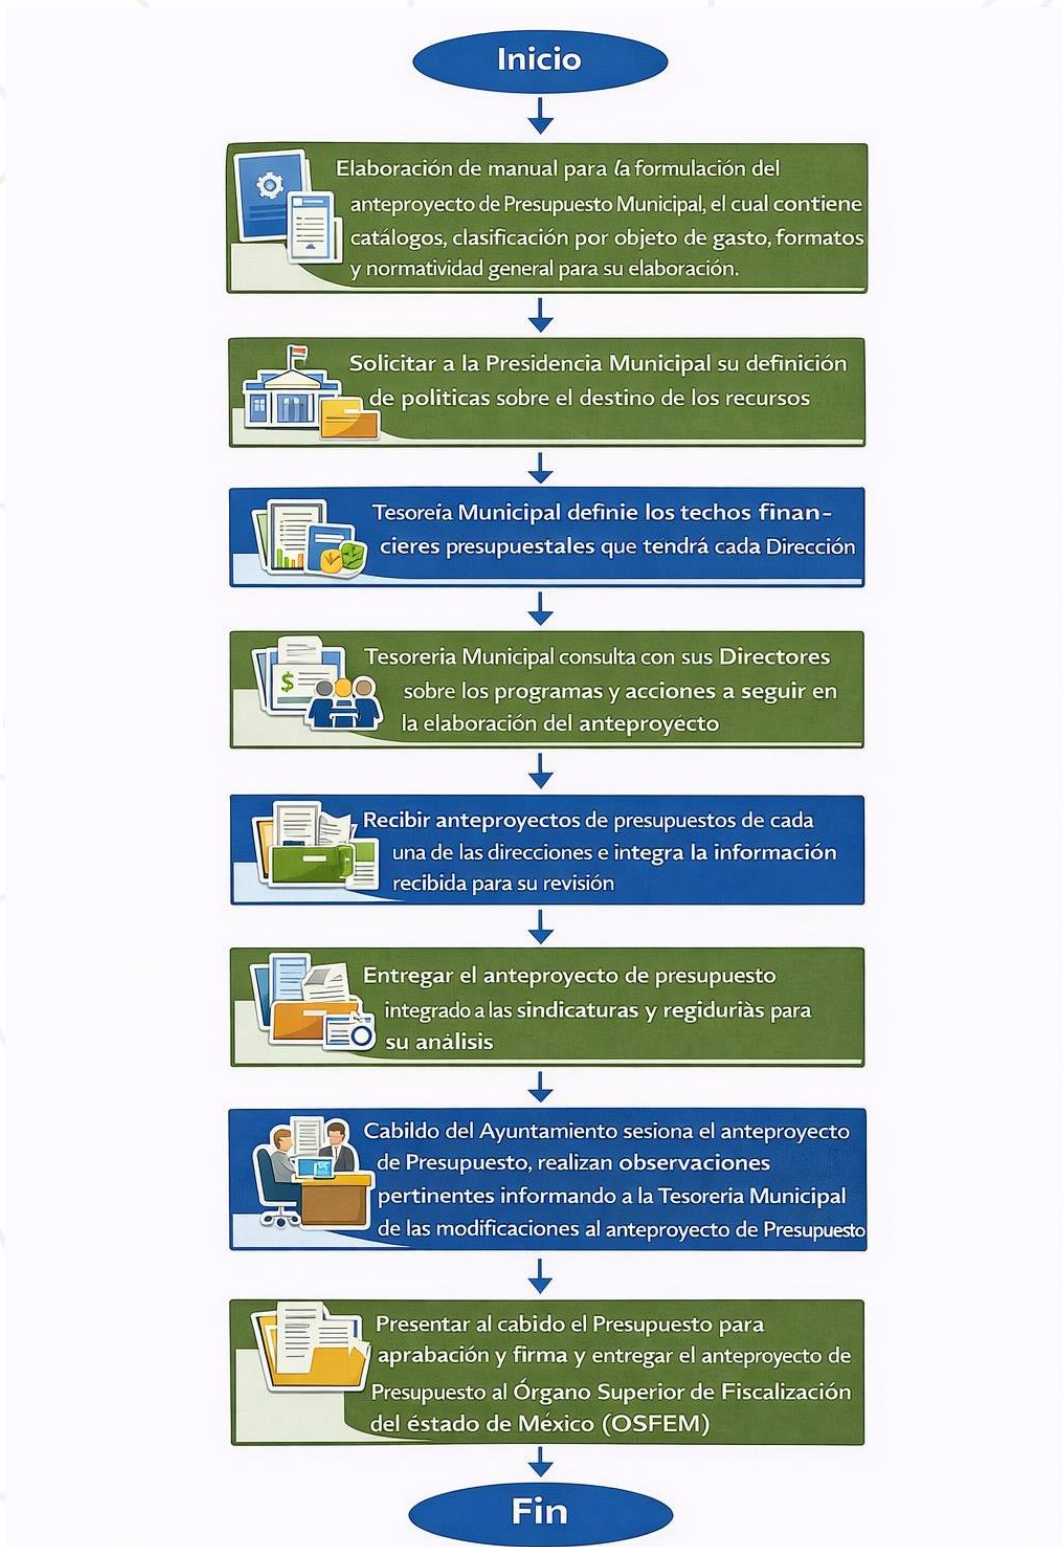 Inicio
Elaboración de manual para la formulación del
anteproyecto de Presupuesto Municipal, el cual contiene
catálogos, clasificación por objeto de gasto, formatos
y normatividad general para su elaboración.
Solicitar a la Presidencia Municipal su definición
de politicas sobre el destino de los recursos
Tesoreía Municipal definie los techos finan-
cieres presupuestales que tendrá cada Dirección
Tesoreria Municipal consulta con sus Directores
sobre los programas y acciones a seguir en
la elaboración del anteproyécto
Recibir anteproyectos de presupuestos de cada
una de las direcciones e integra la información
recibida para su revisión
Entregar el anteproyecto de presupuesto
integrado a las sindicaturas y regiduriàs para
su análisis
Cabildo del Ayuntamiento sesiona el anteproyecto
de Presupuesto, realizan observaciones
pertinentes informando a la Tesoreria Municipal
de las modificaciones al anteproyecto de Presupuesto
Presentar al cabido el Presupuesto para
aprabación y firma y entregar el anteproyecto de
Presupuesto al Órgano Superior de Fiscalización
del éstado de México (OSFEM)
Fin